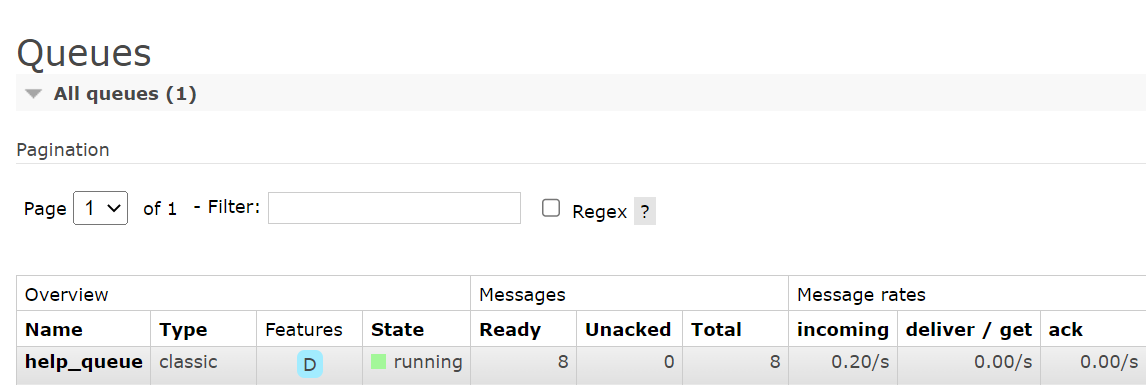 Queues
All queues (1)
Pagination
Page 1 of 1 - Filter: Regex ?
Overview Messages Message rates
Name Type Features State Ready Unacked Total incoming deliver / get ack
help_queue classic D running 8 0 8 0.20/s 0.00/s 0.00/s